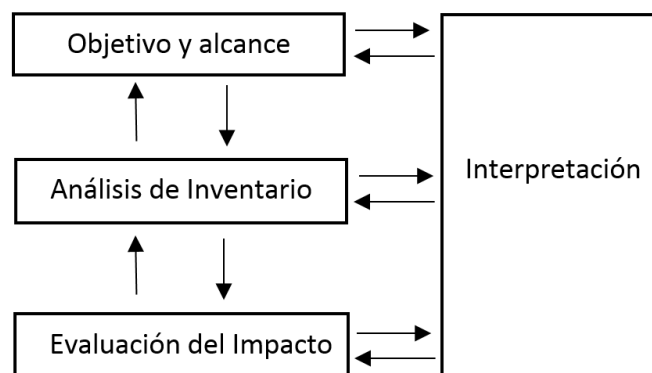 Objetivo y alcance
Análisis de Inventario
Interpretación
Evaluación del Impacto